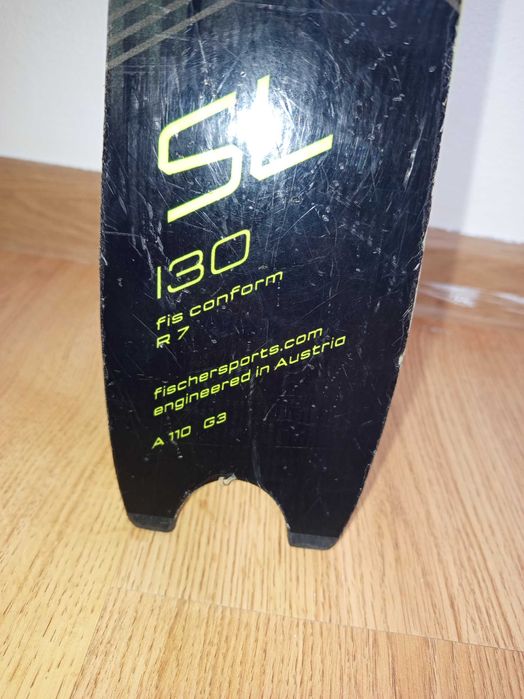 SL
130
fis conform
R 7
fischersports.com
engineered in Austria
A 110 G3